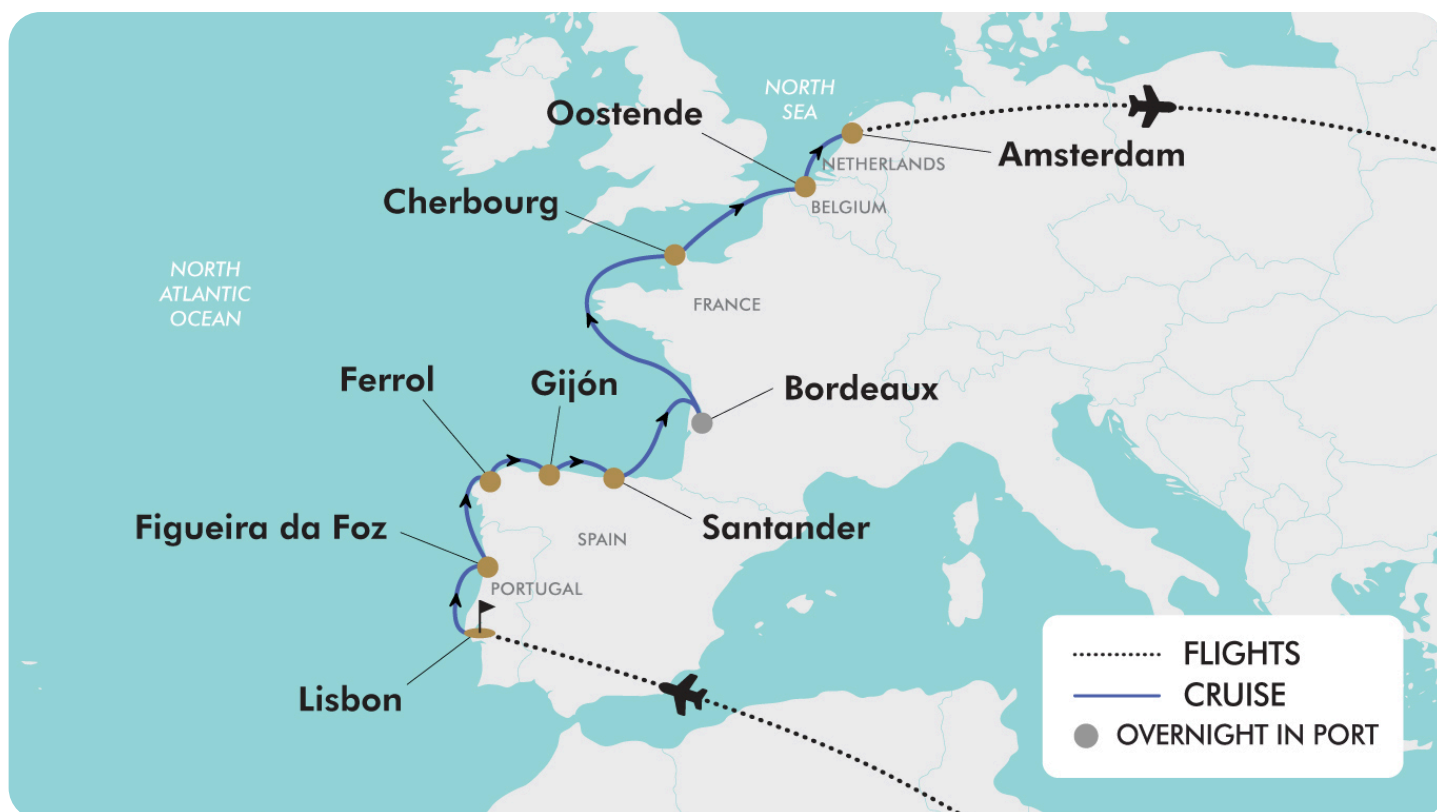 NORTH
SEA
Oostende
Amsterdam
NETHERLANDS
Cherbourg
BELGIUM
NORTH
ATLANTIC
OCEAN
FRANCE
Ferrol
Gijón
Bordeaux
Figueira da Foz
Santander
SPAIN
PORTUGAL
Lisbon
FLIGHTS
CRUISE
OVERNIGHT IN PORT